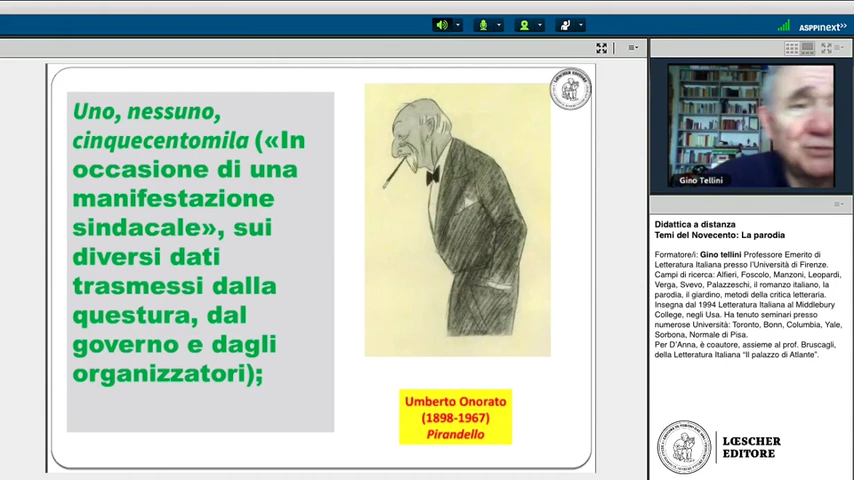 ASPPInext>>
Uno, nessuno,
cinquecentomila («In
occasione di una
manifestazione
sindacale», sui
diversi dati
trasmessi dalla
questura, dal
governo e dagli
organizzatori);
Umberto Onorato
(1898-1967)
Pirandello
Gino Tellini
Didattica a distanza
Temi del Novecento: La parodia
Formatore/i: Gino tellini Professore Emerito di
Letteratura Italiana presso l'Università di Firenze.
Campi di ricerca: Alfieri, Foscolo, Manzoni, Leopardi,
Verga, Svevo, Palazzeschi, il romanzo italiano, la
parodia, il giardino, metodi della critica letteraria.
Insegna dal 1994 Letteratura Italiana al Middlebury
College, negli Usa. Ha tenuto seminari presso
numerose Università: Toronto, Bonn, Columbia, Yale,
Sorbona, Normale di Pisa.
Per D'Anna, è coautore, assieme al prof. Bruscagli,
della Letteratura Italiana "Il palazzo di Atlante".
LŒSCHER
EDITORE